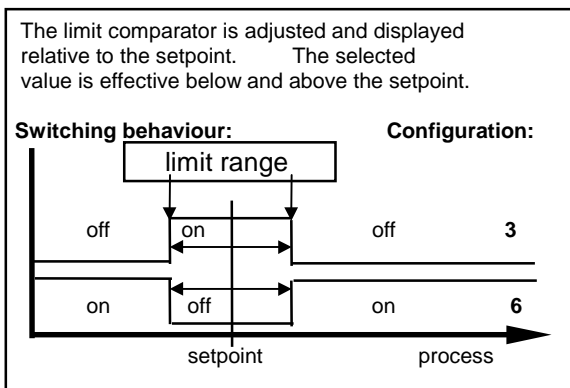 The limit comparator is adjusted and displayed
relative to the setpoint. The selected
value is effective below and above the setpoint.
Switching behaviour: Configuration:
limit range
off on off 3
on off on 6
setpoint process